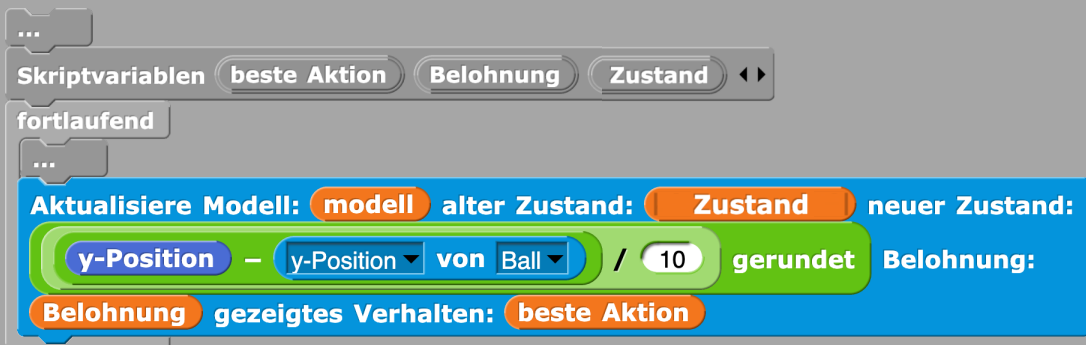 ...
Skriptvariablen beste Aktion Belohnung Zustand
fortlaufend
...
Aktualisiere Modell: modell alter Zustand: Zustand neuer Zustand:
y-Position – y-Position von Ball / 10 gerundet Belohnung:
Belohnung gezeigtes Verhalten: beste Aktion